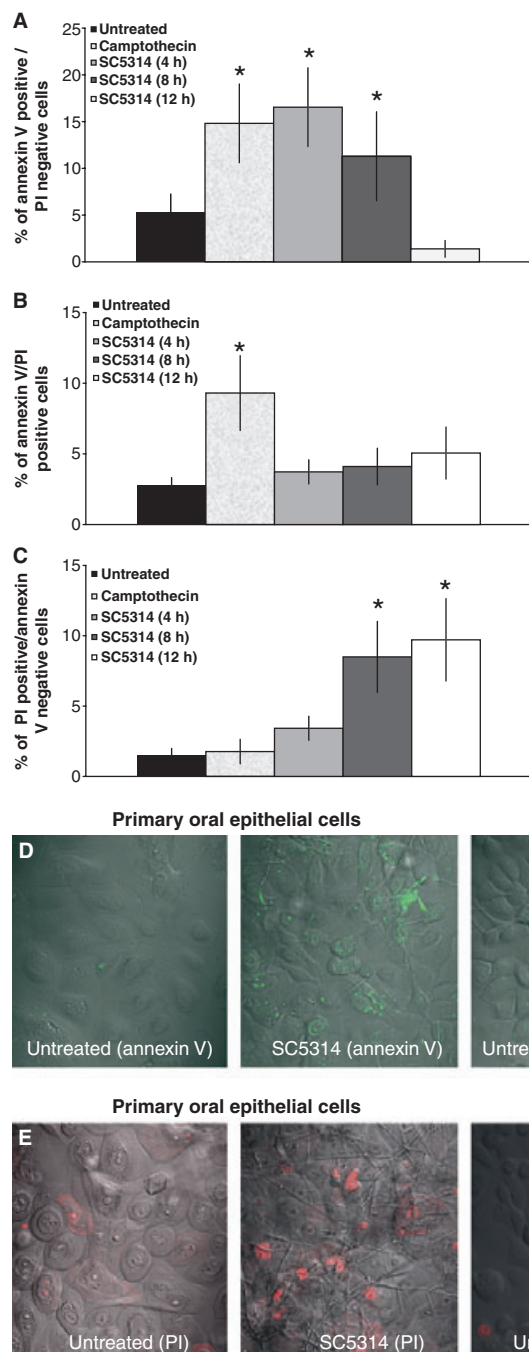 A
% of annexin V positive /
PI negative cells
25
20
15
10
5
0
Untreated
Camptothecin
SC5314 (4 h)
SC5314 (8 h)
SC5314 (12 h)
*
*
*
B
% of annexin V/PI
positive cells
15
10
5
0
Untreated
Camptothecin
SC5314 (4 h)
SC5314 (8 h)
SC5314 (12 h)
*
C
% of PI positive/annexin
V negative cells
15
10
5
0
Untreated
Camptothecin
SC5314 (4 h)
SC5314 (8 h)
SC5314 (12 h)
*
*
Primary oral epithelial cells
D
Untreated (annexin V)
SC5314 (annexin V)
Untre
Primary oral epithelial cells
E
Untreated (PI)
SC5314 (PI)